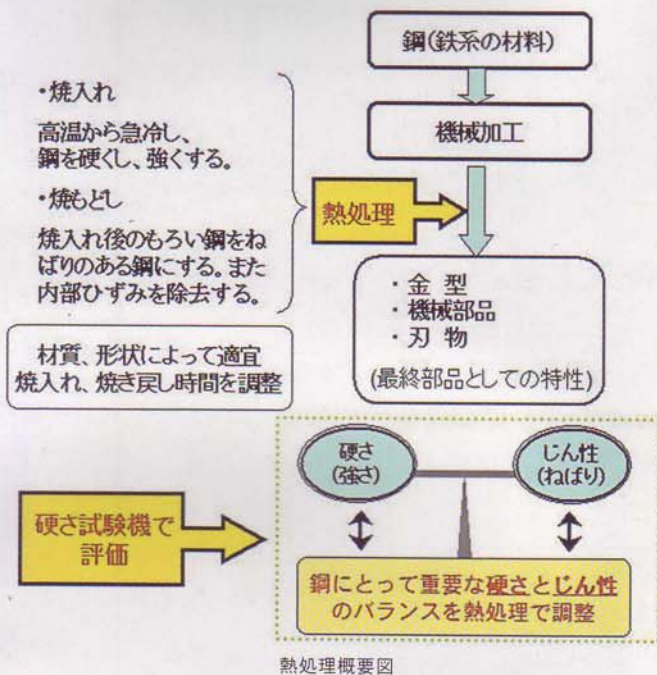 鋼(鉄系の材料)
機械加工
・焼入れ
高温から急冷し、
鋼を硬くし、強くする。
・焼もどし
焼入れ後のもろい鋼をね
ばりのある鋼にする。また
内部ひずみを除去する。
熱処理
・金 型
・機械部品
・刃 物
(最終部品としての特性)
材質、形状によって適宜
焼入れ、焼き戻し時間を調整
硬さ
(強さ)
じん性
(ねばり)
硬さ試験機で
評価
鋼にとって重要な硬さとじん性
のバランスを熱処理で調整
熱処理概要図